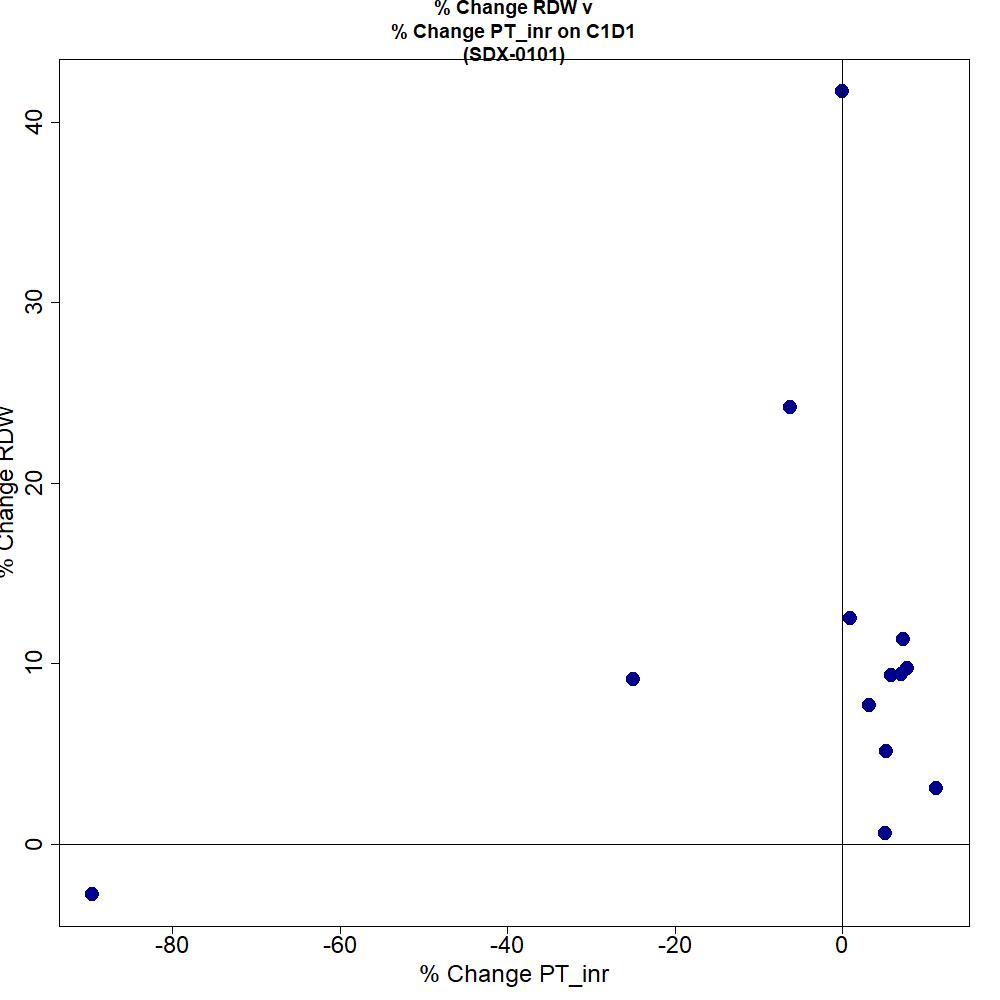 % Change RDW v
% Change PT_inr on C1D1
(SDX-0101)
% Change RDW
40
30
20
10
0
-80
-60
-40
-20
0
% Change PT_inr